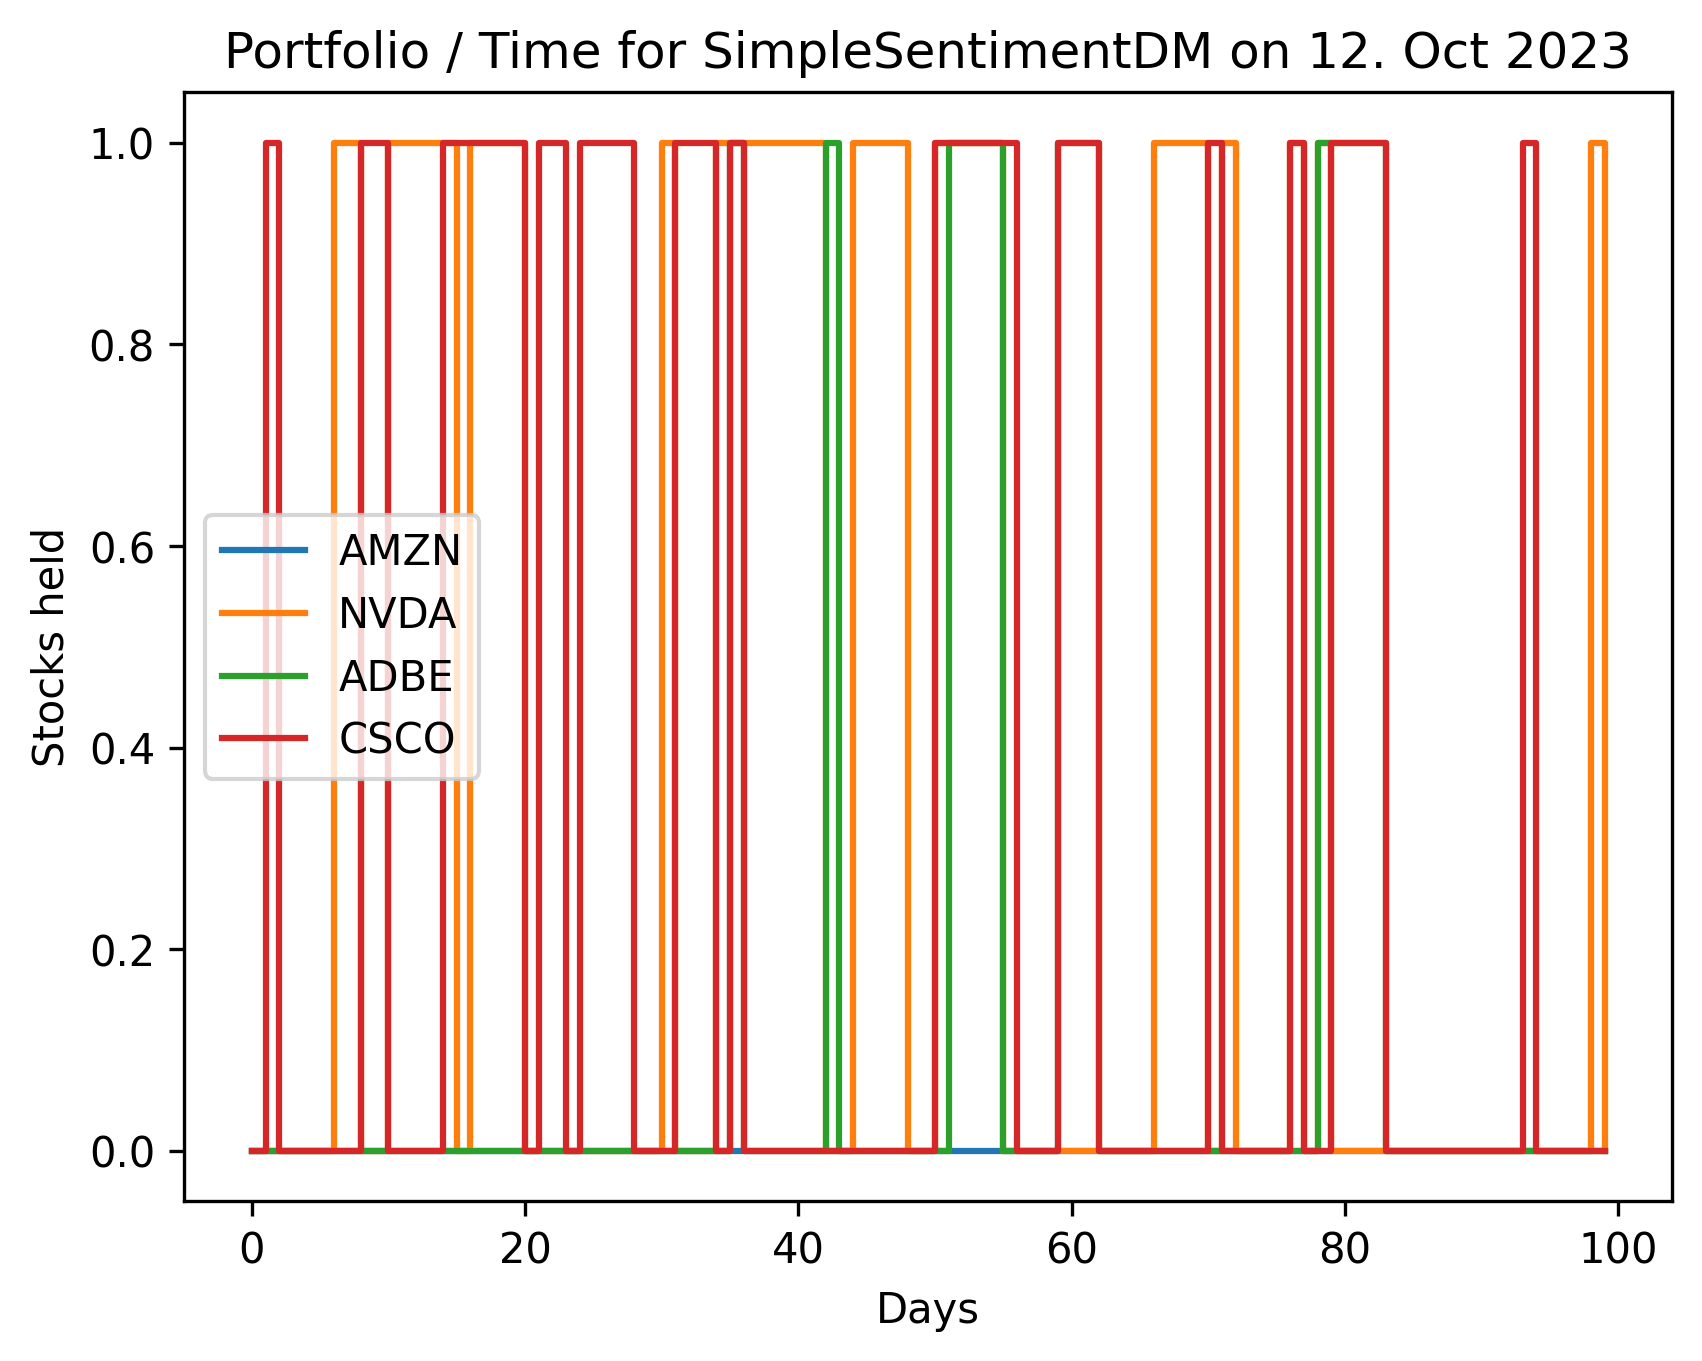 Portfolio / Time for SimpleSentimentDM on 12. Oct 2023
1.0
0.8
0.6
0.4
0.2
0.0
Stocks held
AMZN
NVDA
ADBE
CSCO
0 20 40 60 80 100
Days